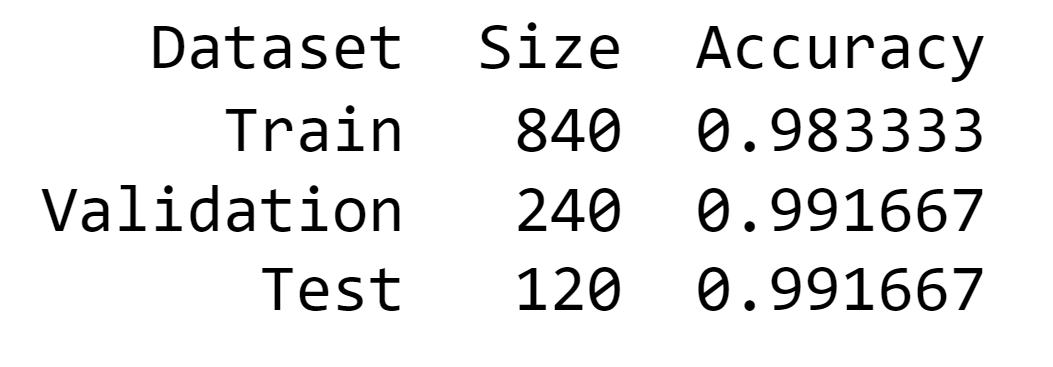 Dataset Size Accuracy
Train 840 0.983333
Validation 240 0.991667
Test 120 0.991667